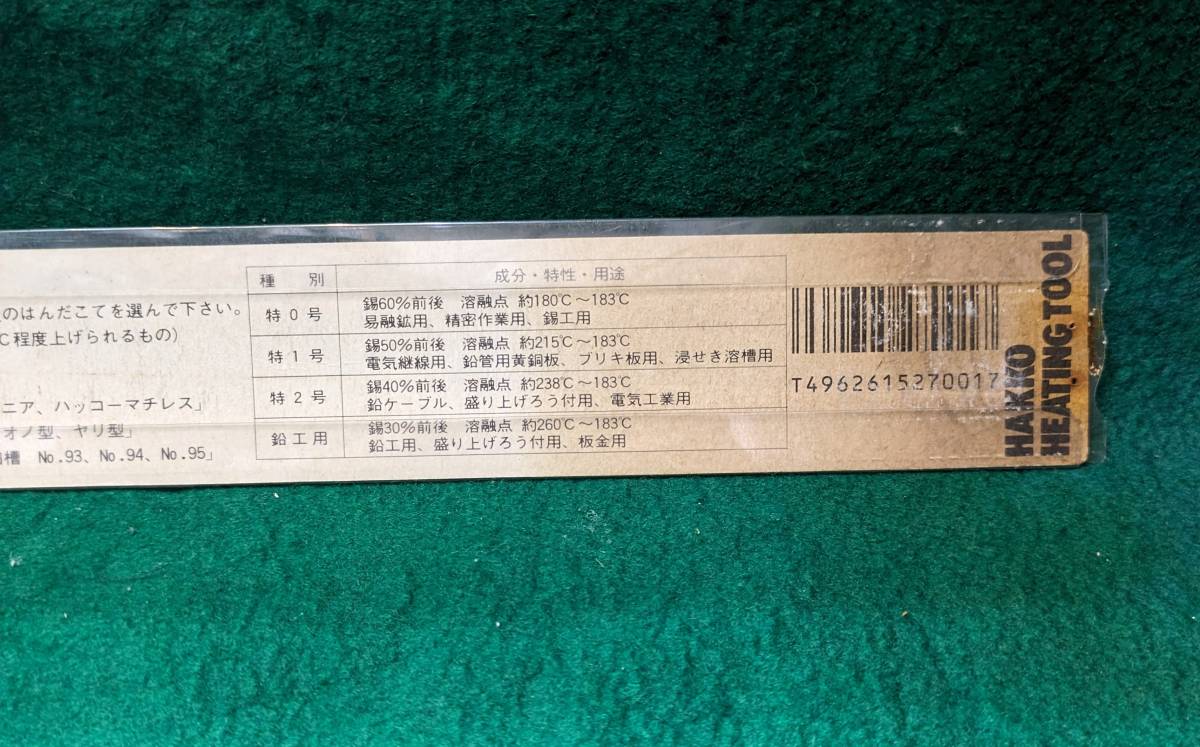 のはんだこてを選んで下さい。
C程度上げられるもの)
ニア、ハッコーマチレス」
オノ型、ヤリ型」
槽 No.93、No.94、No.95」
種 別 成分・特性・用途
特0号 錫60%前後 溶融点 約180℃~183℃
易融鉱用、精密作業用、錫工用
特1号 錫50%前後 溶融点 約215℃~183℃
電気継線用、鉛管用黄銅板、ブリキ板用、浸せき溶槽用
特2号 錫40%前後 溶融点 約238℃~183℃
鉛ケーブル、盛り上げろう付用、電気工業用
鉛工用 錫30%前後 溶融点 約260℃~183℃
鉛工用、盛り上げろう付用、板金用
T4962615270017
HAKKO
HEATING TOOL